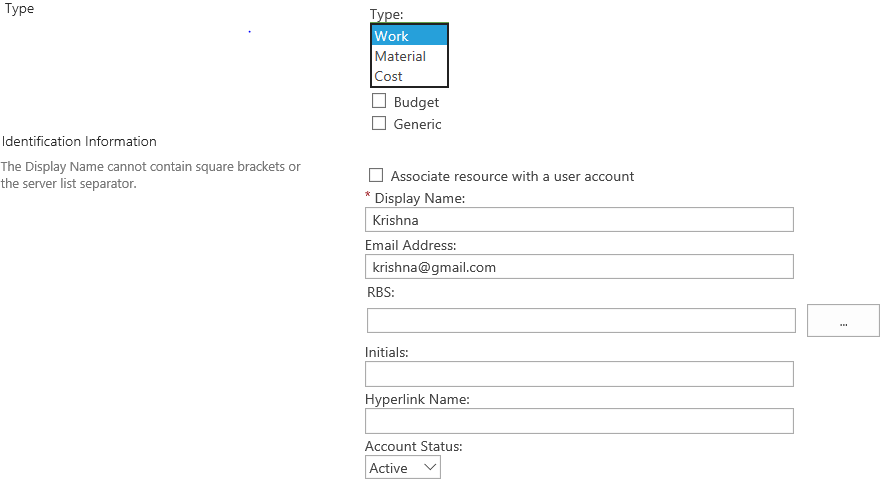 Type
Type:
Work
Material
Cost
Budget
Generic
Identification Information
The Display Name cannot contain square brackets or
the server list separator.
Associate resource with a user account
* Display Name:
Krishna
Email Address:
krishna@gmail.com
RBS:
...
Initials:
Hyperlink Name:
Account Status:
Active